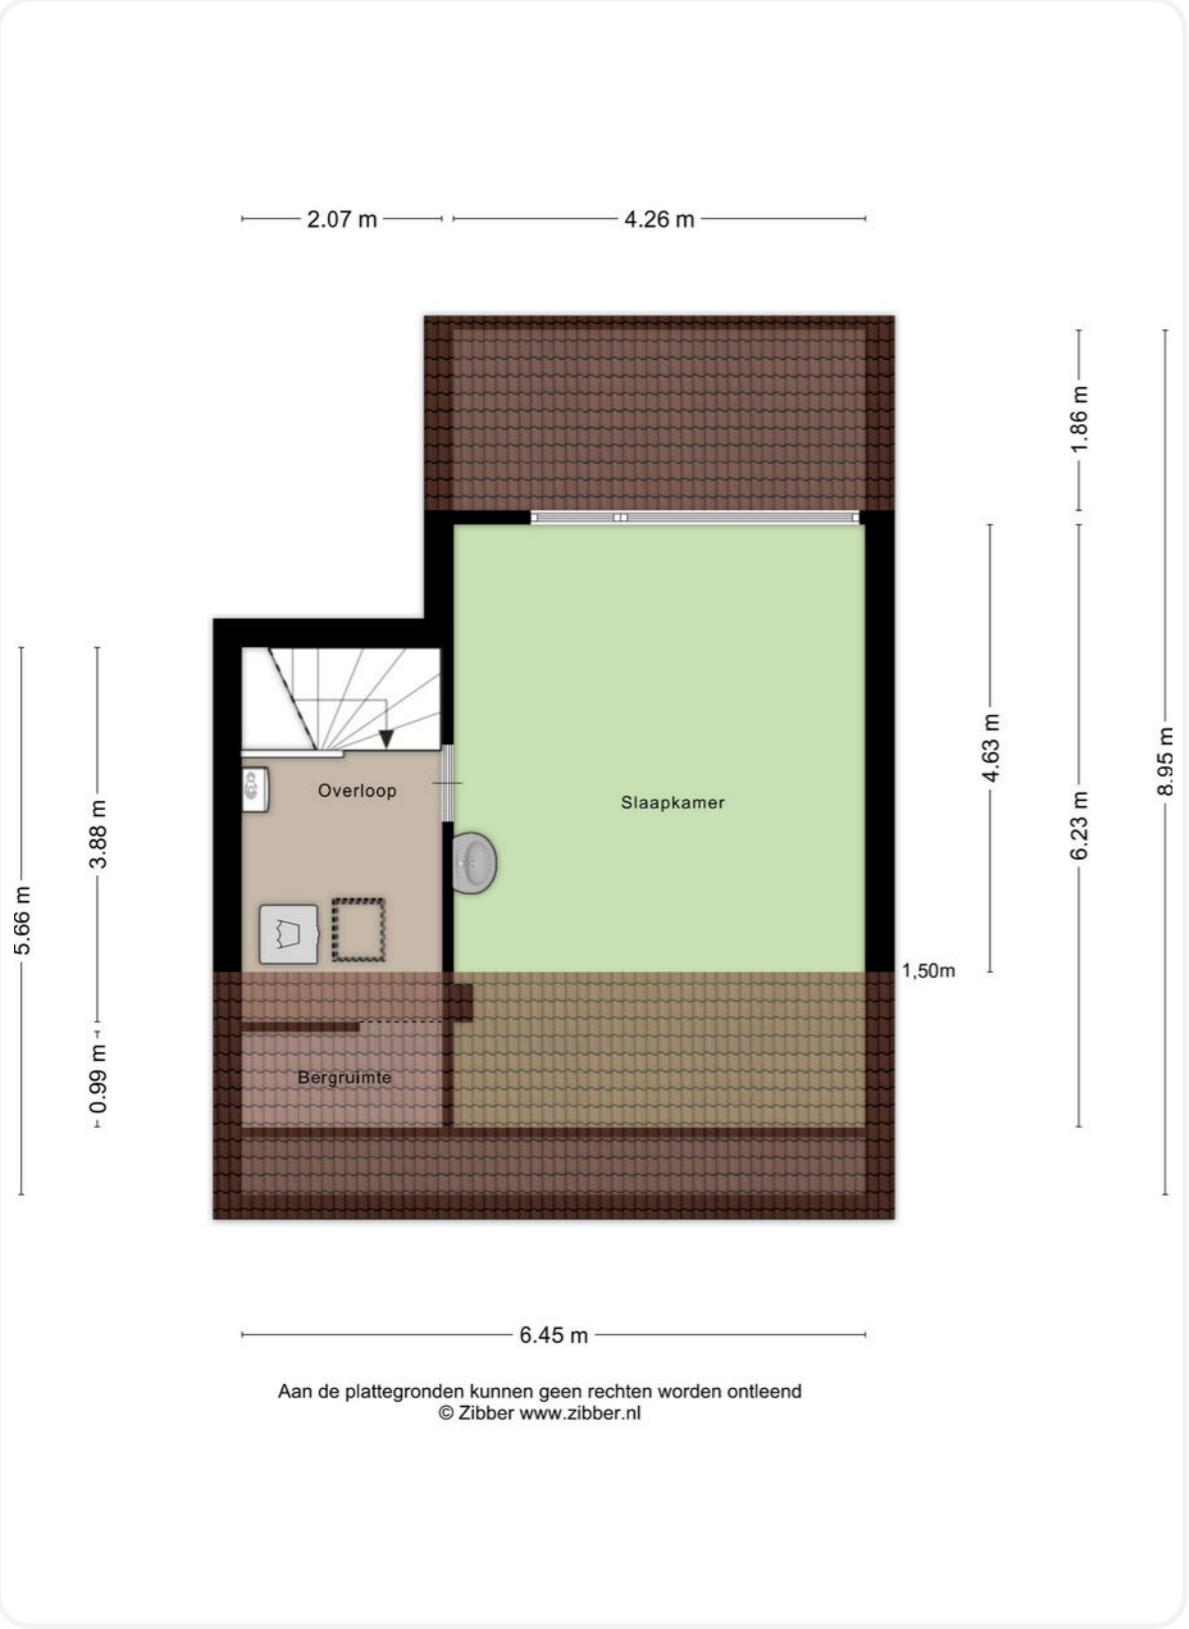 2.07 m
4.26 m
1.86 m
4.63 m
6.23 m
8.95 m
Overloop
Slaapkamer
3.88 m
5.66 m
1,50m
0.99 m
Bergruimte
6.45 m
Aan de plattegronden kunnen geen rechten worden ontleend
© Zibber www.zibber.nl